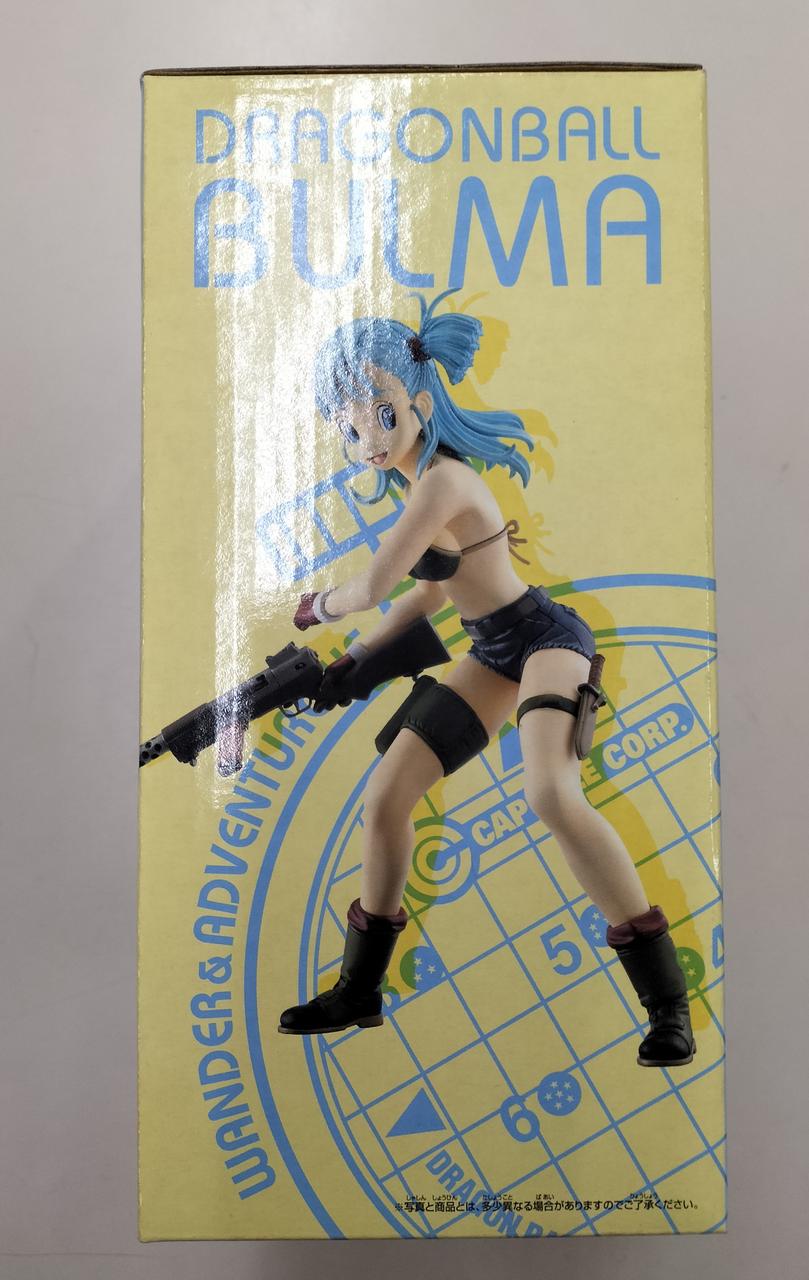 DRAGONBALL
BULMA
WANDER & ADVENTURE
CAPSULE CORP.
5
4
6
※写真と商品とは、多少異なる場合がありますのでご了承ください。